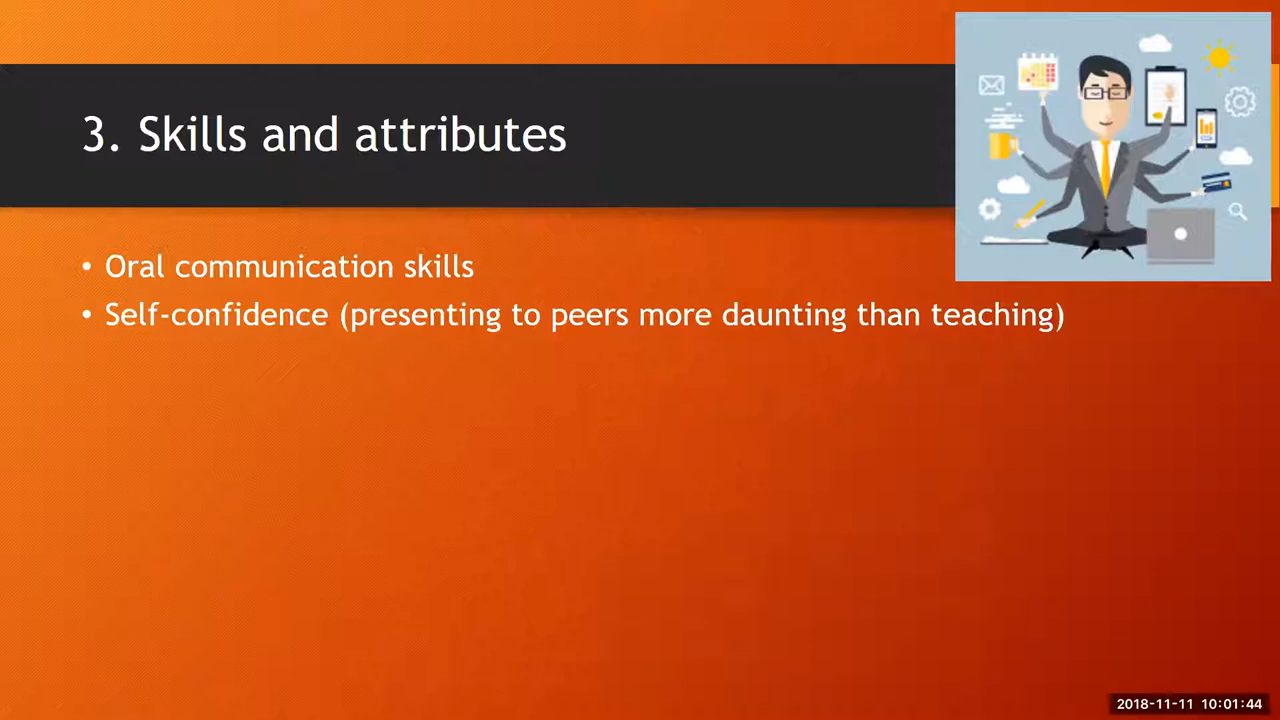 3. Skills and attributes
• Oral communication skills
• Self-confidence (presenting to peers more daunting than teaching)
2018-11-11 10:01:44